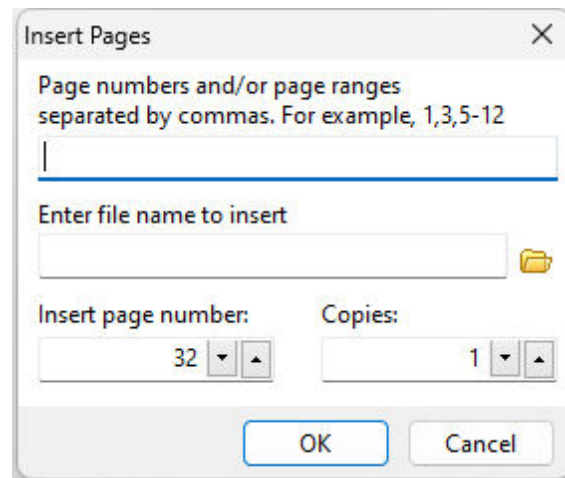 Insert Pages
Page numbers and/or page ranges
separated by commas. For example, 1,3,5-12
Enter file name to insert
Insert page number: Copies:
32 1
OK Cancel